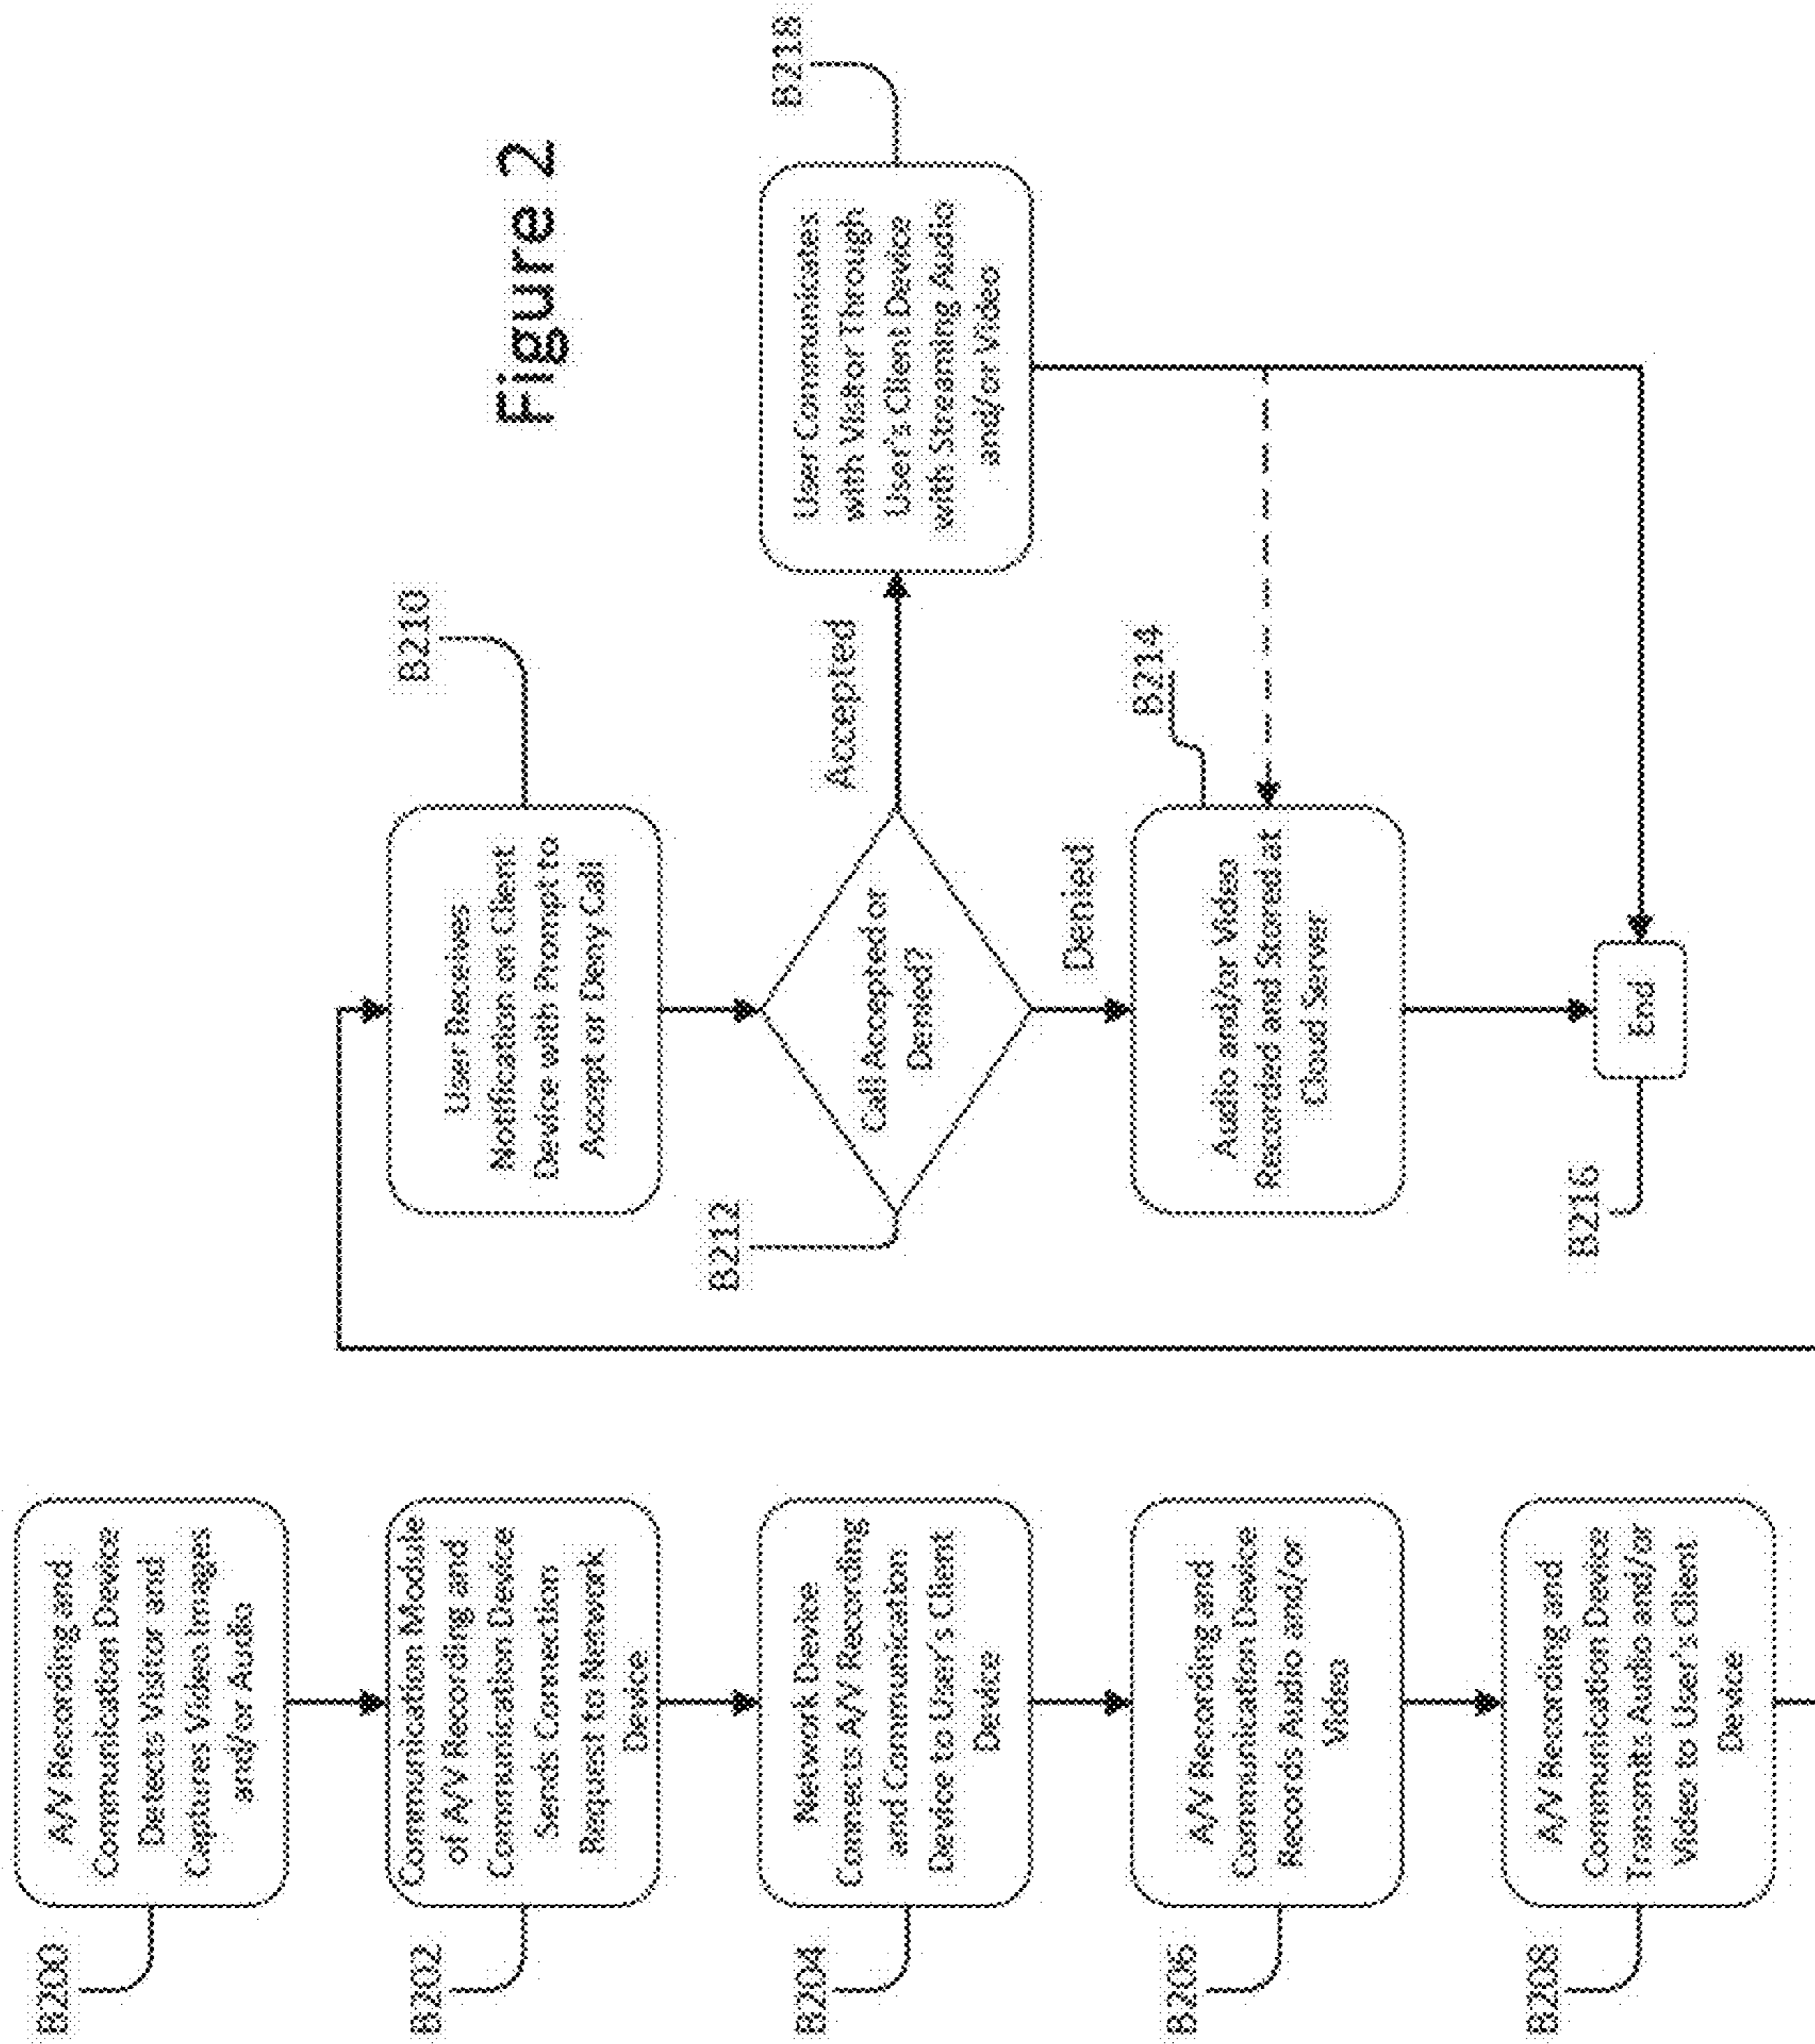 B200
A/V Recording and
Communication Device
Detects Visitor and
Captures Video Images
and/or Audio
B202
Communication Module
of A/V Recording and
Communication Device
Sends Connection
Request to Network
Device
B204
Network Device
Connects A/V Recording
and Communication
Device to User's Client
Device
B206
A/V Recording and
Communication Device
Records Audio and/or
Video
B208
A/V Recording and
Communication Device
Transmits Audio and/or
Video to User's Client
Device
B210
User Receives
Notification on Client
Device with Prompt to
Accept or Deny Call
B212
Call Accepted or
Denied?
Accepted
Denied
B214
Audio and/or Video
Recorded and Stored at
Cloud Server
B216
End
B218
User Communicates
with Visitor Through
User's Client Device
with Streaming Audio
and/or Video
Figure 2